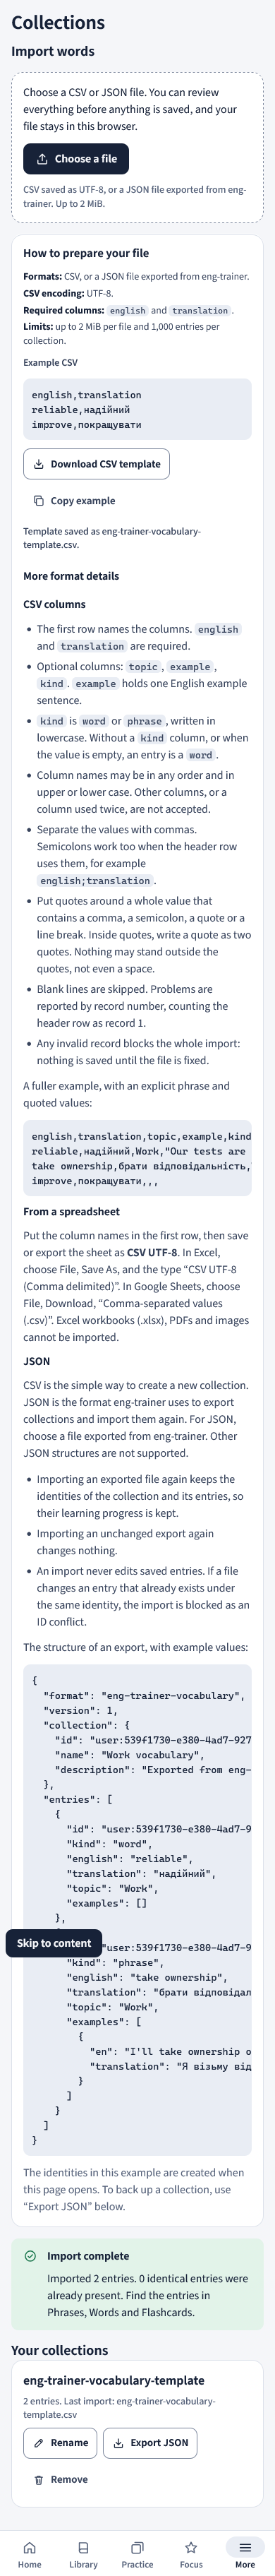 Collections
Import words
Choose a CSV or JSON file. You can review
everything before anything is saved, and your
file stays in this browser.
Choose a file
CSV saved as UTF-8, or a JSON file exported from eng-
trainer. Up to 2 MiB.
How to prepare your file
Formats: CSV, or a JSON file exported from eng-trainer.
CSV encoding: UTF-8.
Required columns: english and translation.
Limits: up to 2 MiB per file and 1,000 entries per
collection.
Example CSV
english,translation
reliable,надійний
improve,покращувати
Download CSV template
Copy example
Template saved as eng-trainer-vocabulary-
template.csv.
More format details
CSV columns
• The first row names the columns. english
and translation are required.
• Optional columns: topic, example,
kind. example holds one English example
sentence.
• kind is word or phrase, written in
lowercase. Without a kind column, or when
the value is empty, an entry is a word.
• Column names may be in any order and in
upper or lower case. Other columns, or a
column used twice, are not accepted.
• Separate the values with commas.
Semicolons work too when the header row
uses them, for example
english;translation.
• Put quotes around a whole value that
contains a comma, a semicolon, a quote or a
line break. Inside quotes, write a quote as two
quotes. Nothing may stand outside the
quotes, not even a space.
• Blank lines are skipped. Problems are
reported by record number, counting the
header row as record 1.
• Any invalid record blocks the whole import:
nothing is saved until the file is fixed.
A fuller example, with an explicit phrase and
quoted values:
english,translation,topic,example,kind
reliable,надійний,Work,"Our tests are
take ownership,брати відповідальність,
improve,покращувати,,,
From a spreadsheet
Put the column names in the first row, then save
or export the sheet as CSV UTF-8. In Excel,
choose File, Save As, and the type “CSV UTF-8
(Comma delimited)”. In Google Sheets, choose
File, Download, “Comma-separated values
(.csv)”. Excel workbooks (.xlsx), PDFs and images
cannot be imported.
JSON
CSV is the simple way to create a new collection.
JSON is the format eng-trainer uses to export
collections and import them again. For JSON,
choose a file exported from eng-trainer. Other
JSON structures are not supported.
• Importing an exported file again keeps the
identities of the collection and its entries, so
their learning progress is kept.
• Importing an unchanged export again
changes nothing.
• An import never edits saved entries. If a file
changes an entry that already exists under
the same identity, the import is blocked as an
ID conflict.
The structure of an export, with example values:
{
"format": "eng-trainer-vocabulary",
"version": 1,
"collection": {
"id": "user:539f1730-e380-4ad7-927
"name": "Work vocabulary",
"description": "Exported from eng-
},
"entries": [
{
"id": "user:539f1730-e380-4ad7-9
"kind": "word",
"english": "reliable",
"translation": "надійний",
"topic": "Work",
"examples": []
},
Skip to content
"user:539f1730-e380-4ad7-9
"kind": "phrase",
"english": "take ownership",
"translation": "брати відповідал
"topic": "Work",
"examples": [
{
"en": "I'll take ownership o
"translation": "Я візьму від
}
]
}
]
}
The identities in this example are created when
this page opens. To back up a collection, use
“Export JSON” below.
Import complete
Imported 2 entries. 0 identical entries were
already present. Find the entries in
Phrases, Words and Flashcards.
Your collections
eng-trainer-vocabulary-template
2 entries. Last import: eng-trainer-vocabulary-
template.csv
Rename
Export JSON
Remove
Home
Library
Practice
Focus
More